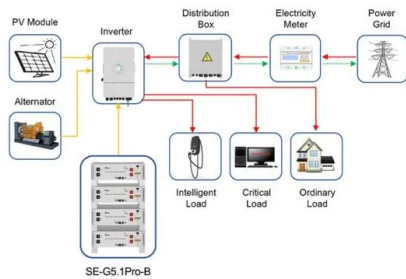 PV Module
Inverter
Distribution
Box
Electricity
Meter
Power
Grid
Alternator
Intelligent
Load
Critical
Load
Ordinary
Load
SE-G5.1Pro-B